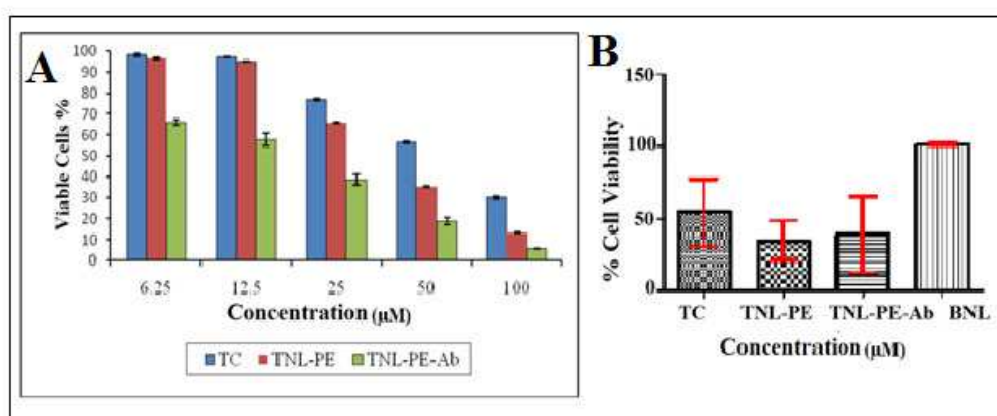 A
Viable Cells %
100
90
80
70
60
50
40
30
20
10
0
6.25 12.5 25 50 100
Concentration (µM)
TC TNL-PE TNL-PE-Ab
B
% Cell Viability
150
100
50
0
TC TNL-PE TNL-PE-Ab BNL
Concentration (µM)